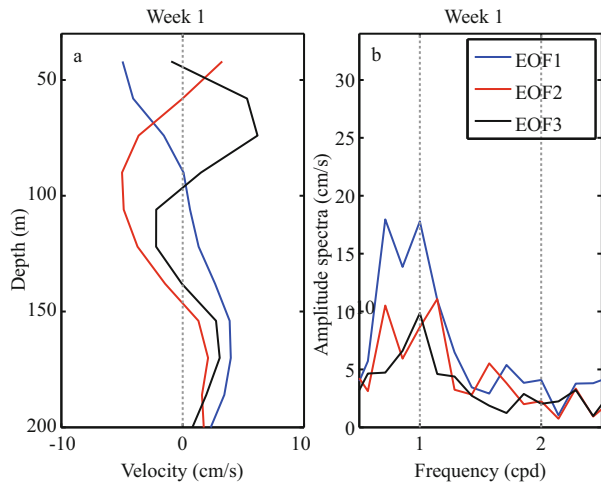 Week 1
a
50
100
150
200
Depth (m)
-10
0
10
Velocity (cm/s)
Week 1
b
EOF1
EOF2
EOF3
30
25
20
15
10
10
5
0
Amplitude spectra (cm/s)
1
2
Frequency (cpd)